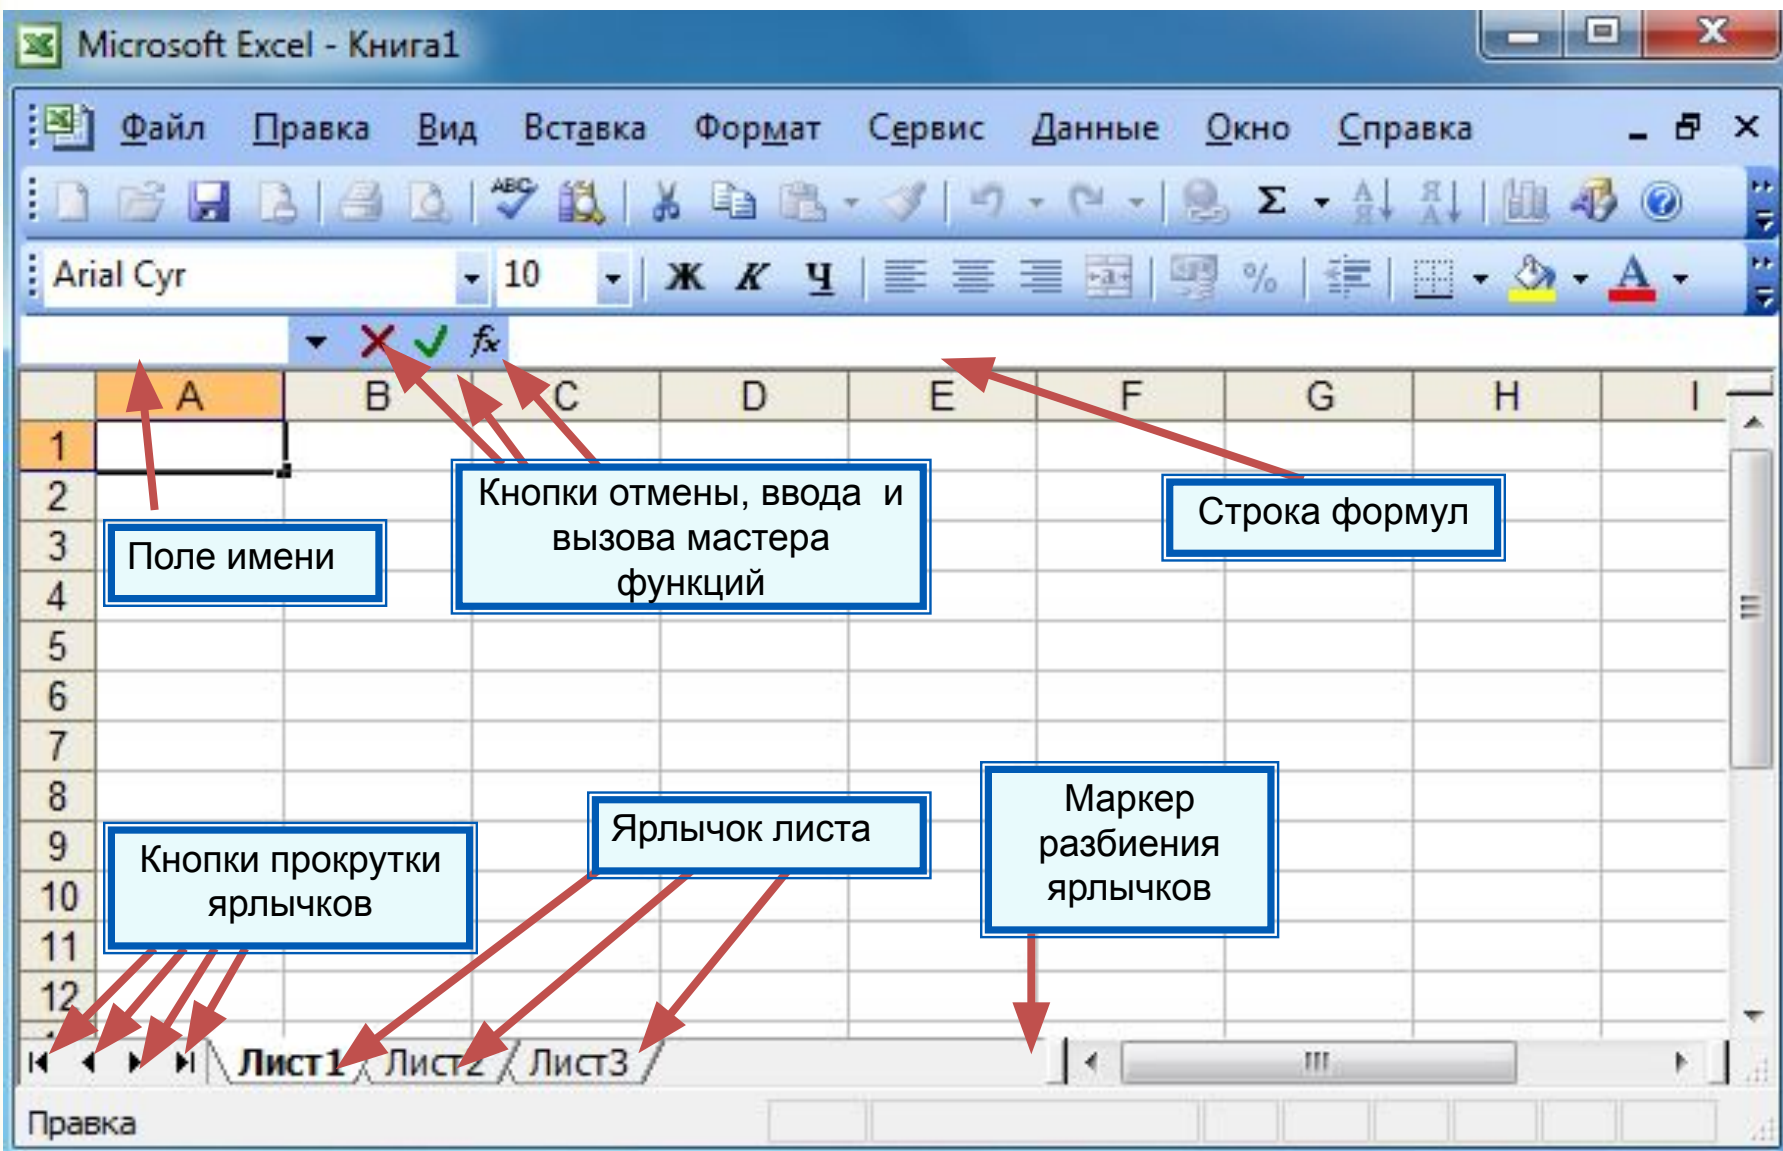 Microsoft Excel - Книга1
Файл Правка Вид Вставка Формат Сервис Данные Окно Справка
ABC Σ А Я Я А ?
Arial Cyr 10 Ж К Ч a % A
fx
A B C D E F G H I
1
2
3
4
5
6
7
8
9
10
11
12
Поле имени
Кнопки отмены, ввода и
вызова мастера
функций
Строка формул
Кнопки прокрутки
ярлычков
Ярлычок листа
Маркер
разбиения
ярлычков
Лист1 Лист2 Лист3
Правка